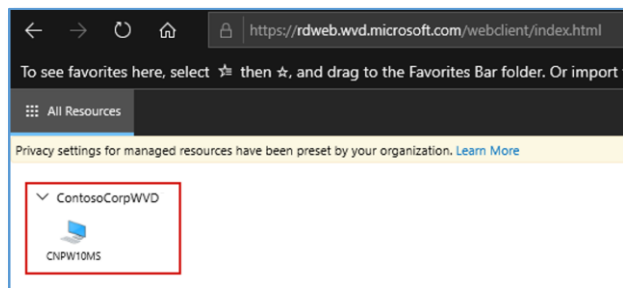 https://rdweb.wvd.microsoft.com/webclient/index.html
To see favorites here, select then ☆, and drag to the Favorites Bar folder. Or import
All Resources
Privacy settings for managed resources have been preset by your organization. Learn More
ContosoCorpWVD
CNPW10MS